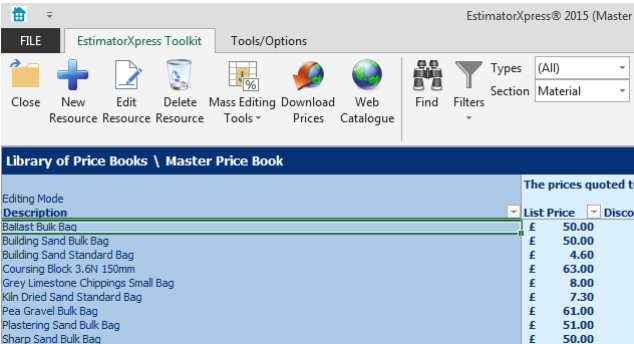 EstimatorXpress® 2015 (Master
FILE EstimatorXpress Toolkit Tools/Options
Close New Resource Edit Resource Delete Resource Mass Editing Tools Download Prices Web Catalogue Find Filters
Types (All)
Section Material
Library of Price Books \ Master Price Book
The prices quoted t
Editing Mode
Description List Price Disco
Ballast Bulk Bag £ 50.00
Building Sand Bulk Bag £ 50.00
Building Sand Standard Bag £ 4.60
Coursing Block 3.6N 150mm £ 63.00
Grey Limestone Chippings Small Bag £ 8.00
Kiln Dried Sand Standard Bag £ 7.30
Pea Gravel Bulk Bag £ 61.00
Plastering Sand Bulk Bag £ 51.00
Sharp Sand Bulk Bag £ 50.00